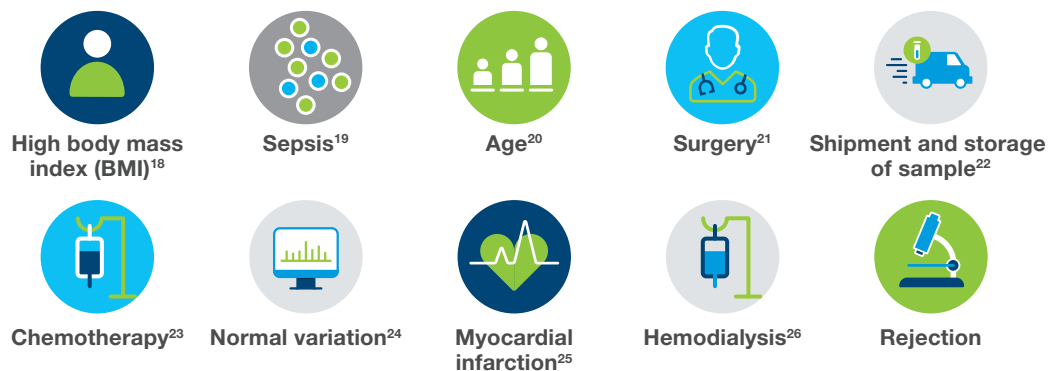 High body mass
index (BMI)18
Sepsis19
Age20
Surgery21
Shipment and storage
of sample22
Chemotherapy23
Normal variation24
Myocardial
infarction25
Hemodialysis26
Rejection